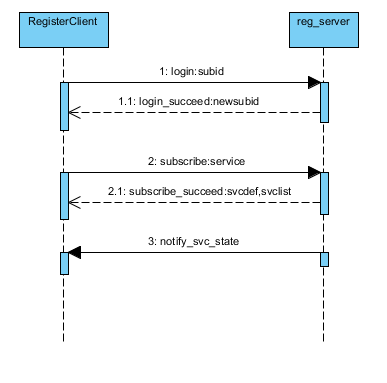 RegisterClient
reg_server
1: login:subid
1.1: login_succeed:newsubid
2: subscribe:service
2.1: subscribe_succeed:svcdef,svclist
3: notify_svc_state